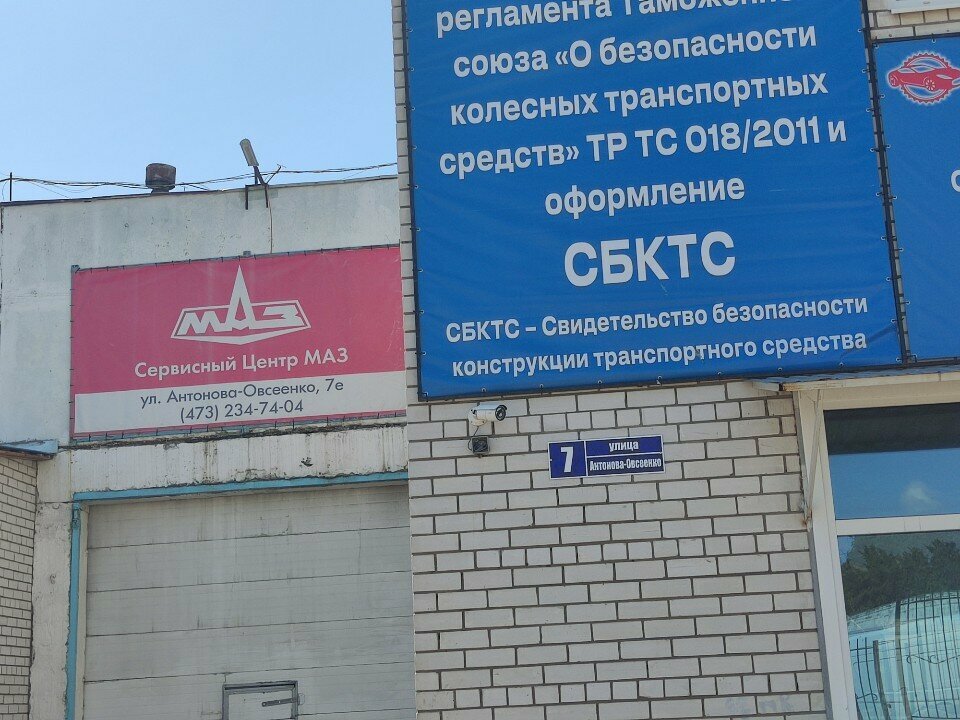 регламента Таможенно
союза «О безопасности
колесных транспортных
средств» ТР ТС 018/2011 и
оформление
СБКТС
СБКТС – Свидетельство безопасности
конструкции транспортного средства
МАЗ
Сервисный Центр МАЗ
ул. Антонова-Овсеенко, 7е
(473) 234-74-04
7
улица
Антонова-Овсеенко